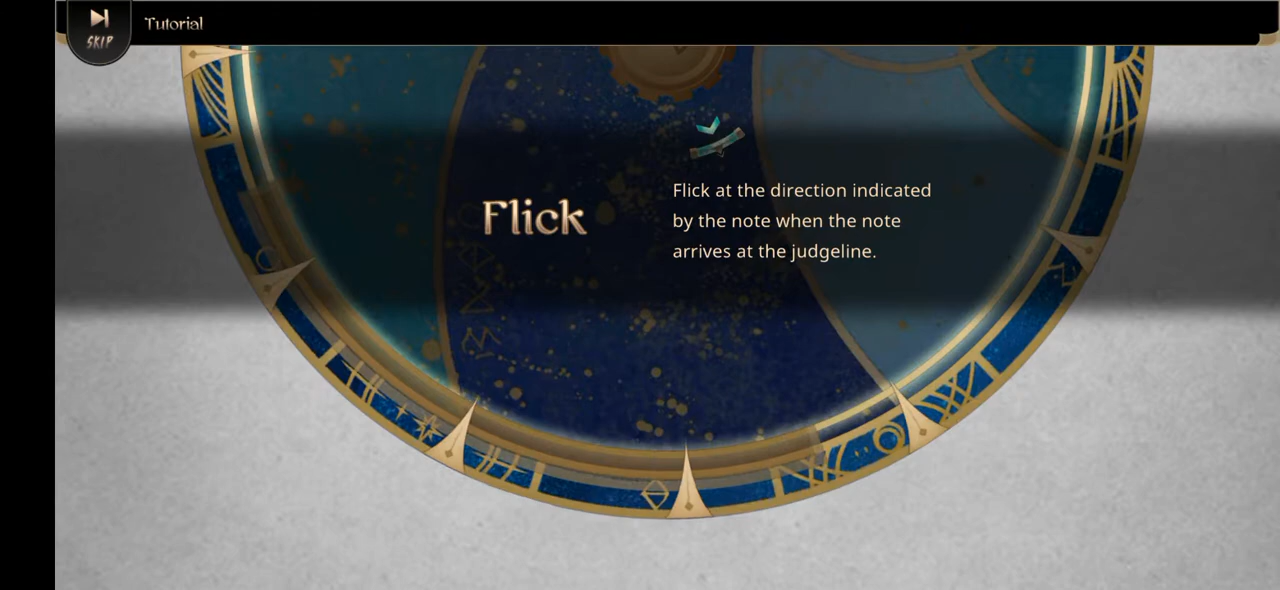 SKIP
Tutorial
Flick
Flick at the direction indicated
by the note when the note
arrives at the judgeline.